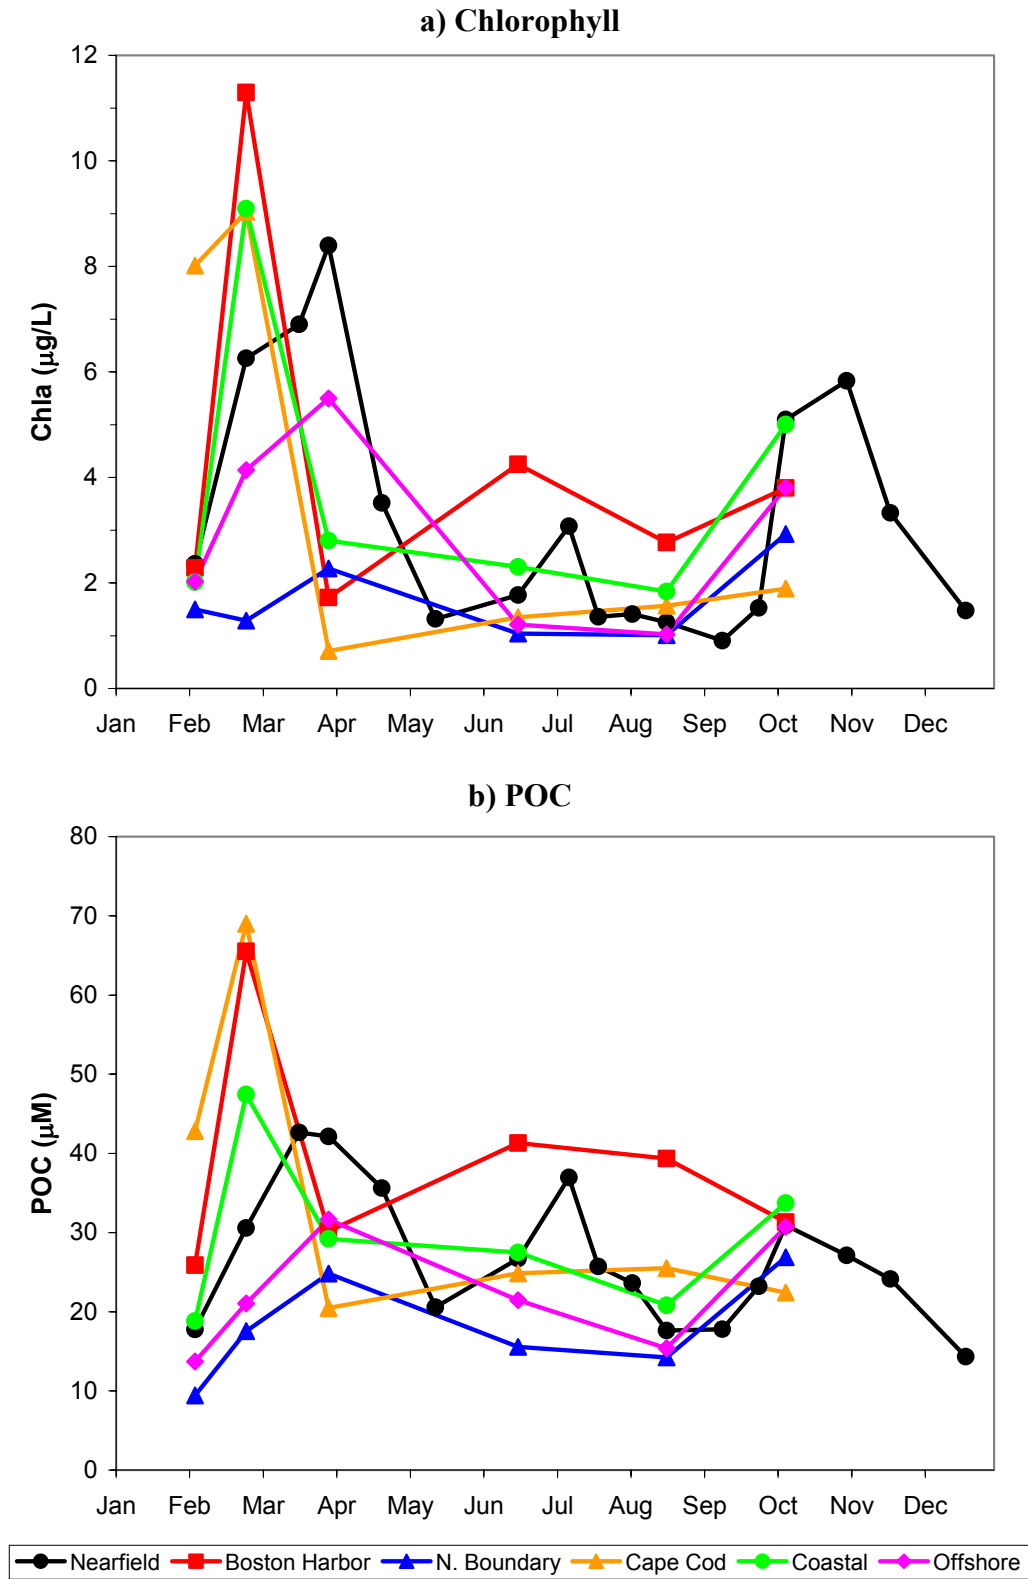 a) Chlorophyll
12
10
8
6
4
2
0
Chla (µg/L)
Jan Feb Mar Apr May Jun Jul Aug Sep Oct Nov Dec
b) POC
80
70
60
50
40
30
20
10
0
POC (µM)
Jan Feb Mar Apr May Jun Jul Aug Sep Oct Nov Dec
Nearfield Boston Harbor N. Boundary Cape Cod Coastal Offshore